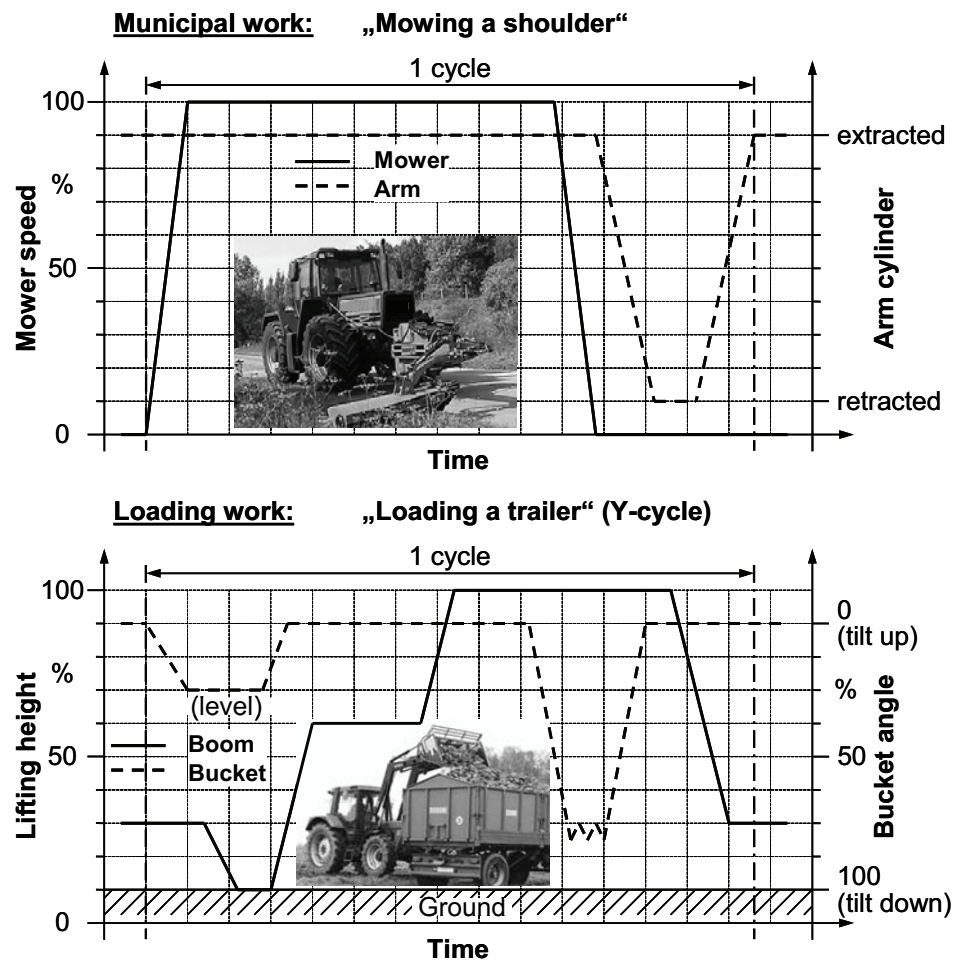 Municipal work: „Mowing a shoulder“
1 cycle
100
%
50
0
Mower speed
Mower
Arm
extracted
retracted
Arm cylinder
Time
Loading work: „Loading a trailer“ (Y-cycle)
1 cycle
100
%
50
0
Lifting height
(level)
Boom
Bucket
Ground
0
(tilt up)
%
50
100
(tilt down)
Bucket angle
Time